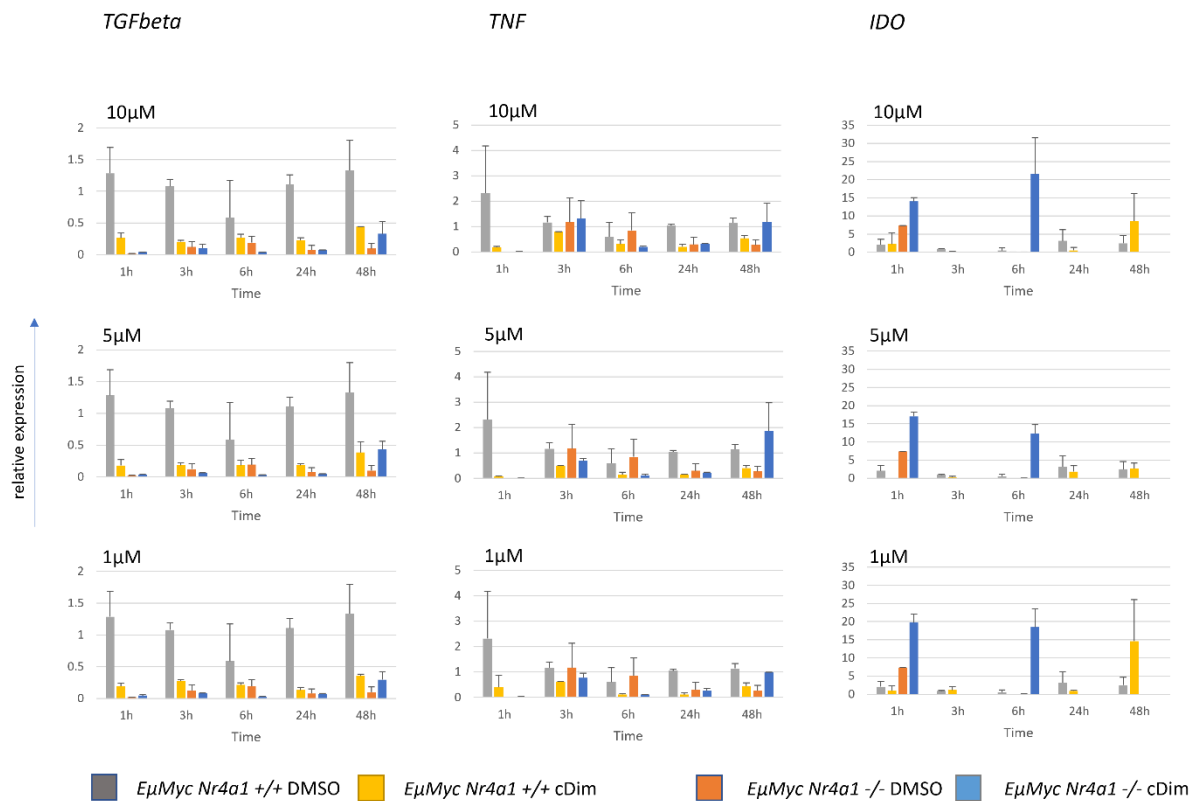 TGFbeta TNF IDO
10µM 10µM 10µM
2 5 35
1.5 4 30
1 3 25
0.5 2 20
0 1 15
0 10
5
0
1h 3h 6h 24h 48h 1h 3h 6h 24h 48h 1h 3h 6h 24h 48h
Time Time Time
relative expression
5µM 5µM 5µM
2 5 35
1.5 4 30
1 3 25
0.5 2 20
0 1 15
0 10
5
0
1h 3h 6h 24h 48h 1h 3h 6h 24h 48h 1h 3h 6h 24h 48h
Time Time Time
1µM 1µM 1µM
2 5 35
1.5 4 30
1 3 25
0.5 2 20
0 1 15
0 10
5
0
1h 3h 6h 24h 48h 1h 3h 6h 24h 48h 1h 3h 6h 24h 48h
Time Time Time
EµMyc Nr4a1 +/+ DMSO EµMyc Nr4a1 +/+ cDim EµMyc Nr4a1 -/- DMSO EµMyc Nr4a1 -/- cDim